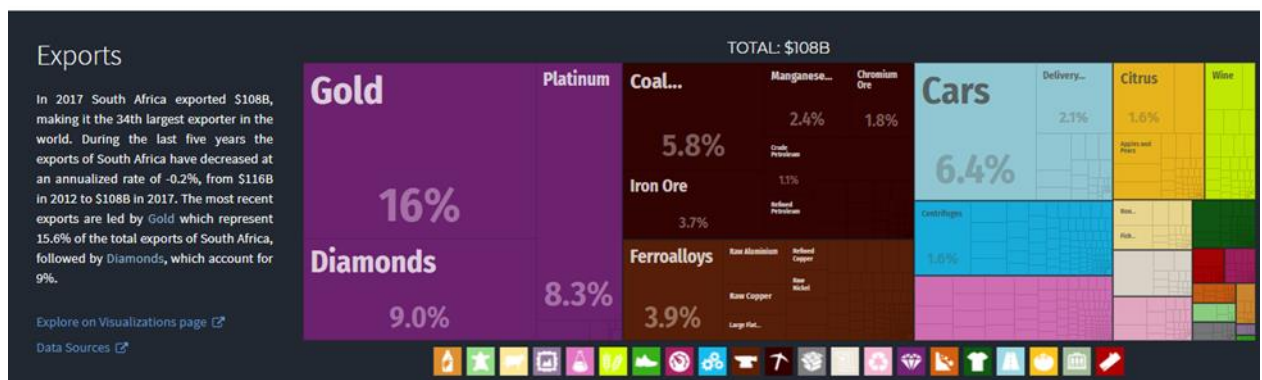 Exports
In 2017 South Africa exported $108B,
making it the 34th largest exporter in the
world. During the last five years the
exports of South Africa have decreased at
an annualized rate of -0.2%, from $116B
in 2012 to $108B in 2017. The most recent
exports are led by Gold which represent
15.6% of the total exports of South Africa,
followed by Diamonds, which account for
9%.
Explore on Visualizations page
Data Sources
TOTAL: $108B
Gold
16%
Diamonds
9.0%
Platinum
8.3%
Coal...
5.8%
Iron Ore
3.7%
Manganese...
2.4%
Chromium
Ore
1.8%
Crude
Petroleum
1.1%
Refined
Petroleum
Ferroalloys
3.9%
Raw Aluminium
Refined
Copper
Raw
Nickel
Raw Copper
Large Flat...
Cars
6.4%
Delivery...
2.1%
Centrifuges
1.6%
Citrus
1.6%
Apples and
Pears
Wine